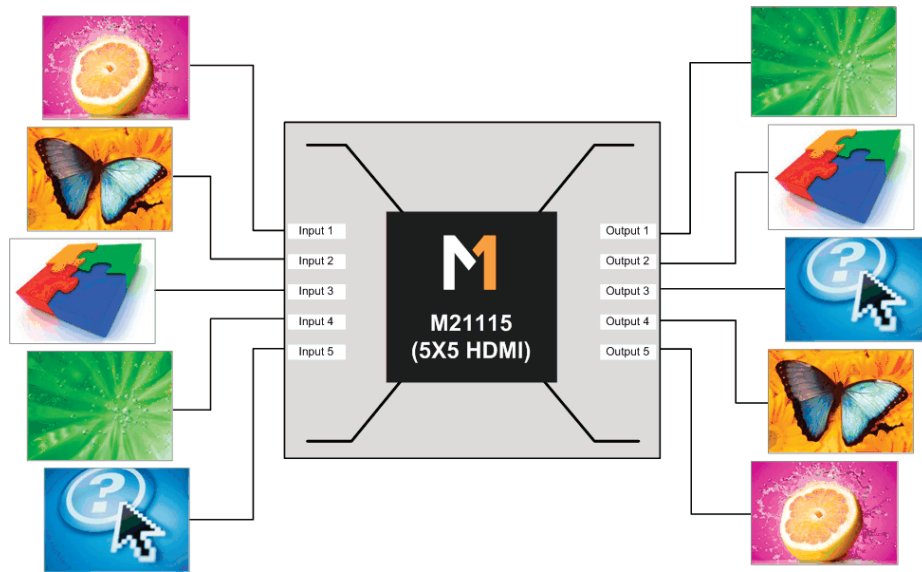 Input 1
Input 2
Input 3
Input 4
Input 5
M21115
(5X5 HDMI)
Output 1
Output 2
Output 3
Output 4
Output 5
?
?